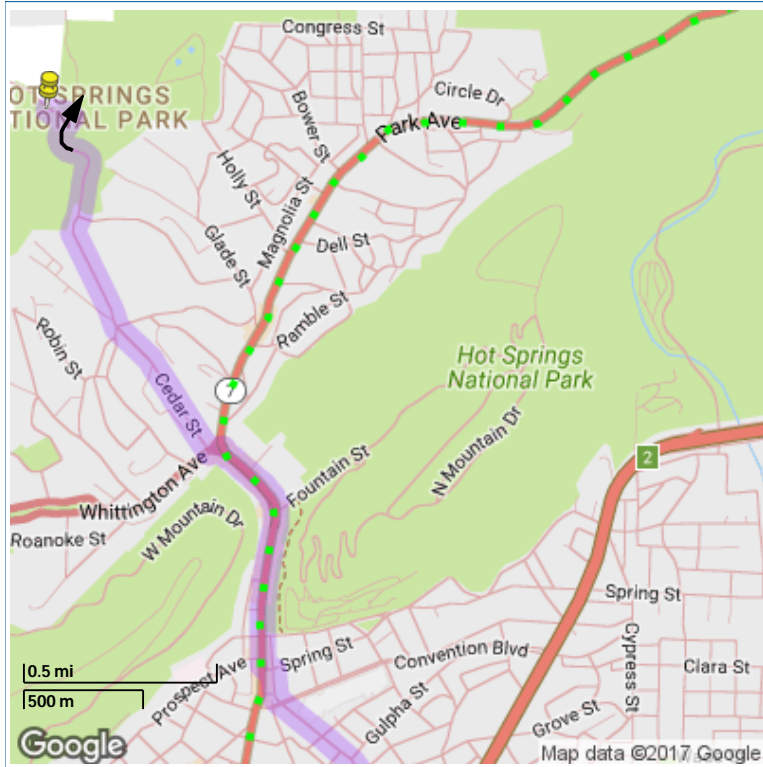 Congress St
Circle Dr
OT SPRINGS
TIONAL PARK
Bower St
Park Ave
Holly St
Magnolia St
Glade St
Dell St
Ramble St
Robin St
Hot Springs
National Park
7
Cedar St
N Mountain Dr
2
Whittington Ave
Fountain St
Roanoke St
W Mountain Dr
Spring St
Cypress St
Prospect Ave
Spring St
Convention Blvd
Clara St
0.5 mi
500 m
Gulpha St
Grove St
Google
Map data ©2017 Google